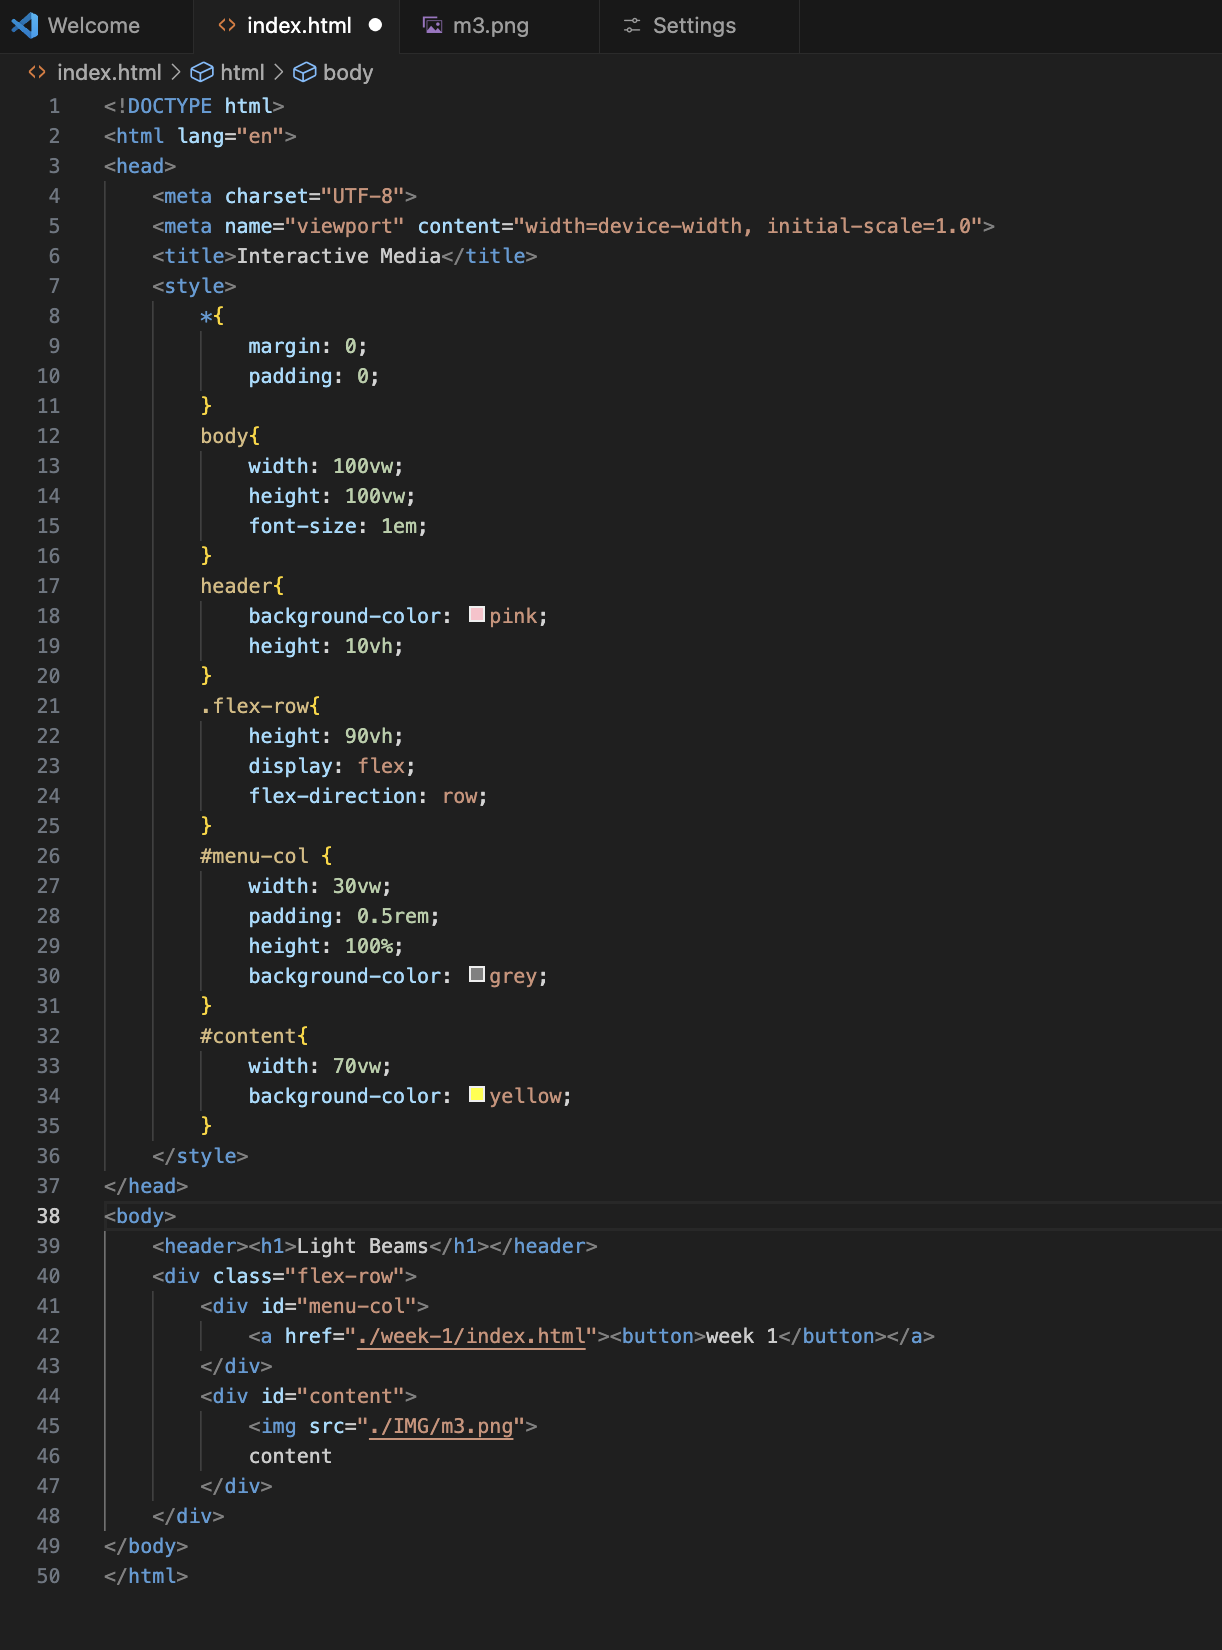 Welcome
index.html
m3.png
Settings
index.html > html > body
1 <!DOCTYPE html>
2 <html lang="en">
3 <head>
4     <meta charset="UTF-8">
5     <meta name="viewport" content="width=device-width, initial-scale=1.0">
6     <title>Interactive Media</title>
7     <style>
8         *{
9             margin: 0;
10             padding: 0;
11         }
12         body{
13             width: 100vw;
14             height: 100vw;
15             font-size: 1em;
16         }
17         header{
18             background-color: pink;
19             height: 10vh;
20         }
21         .flex-row{
22             height: 90vh;
23             display: flex;
24             flex-direction: row;
25         }
26         #menu-col {
27             width: 30vw;
28             padding: 0.5rem;
29             height: 100%;
30             background-color: grey;
31         }
32         #content{
33             width: 70vw;
34             background-color: yellow;
35         }
36     </style>
37 </head>
38 <body>
39     <header><h1>Light Beams</h1></header>
40     <div class="flex-row">
41         <div id="menu-col">
42             <a href="./week-1/index.html"><button>week 1</button></a>
43         </div>
44         <div id="content">
45             <img src="./IMG/m3.png">
46             content
47         </div>
48     </div>
49 </body>
50 </html>